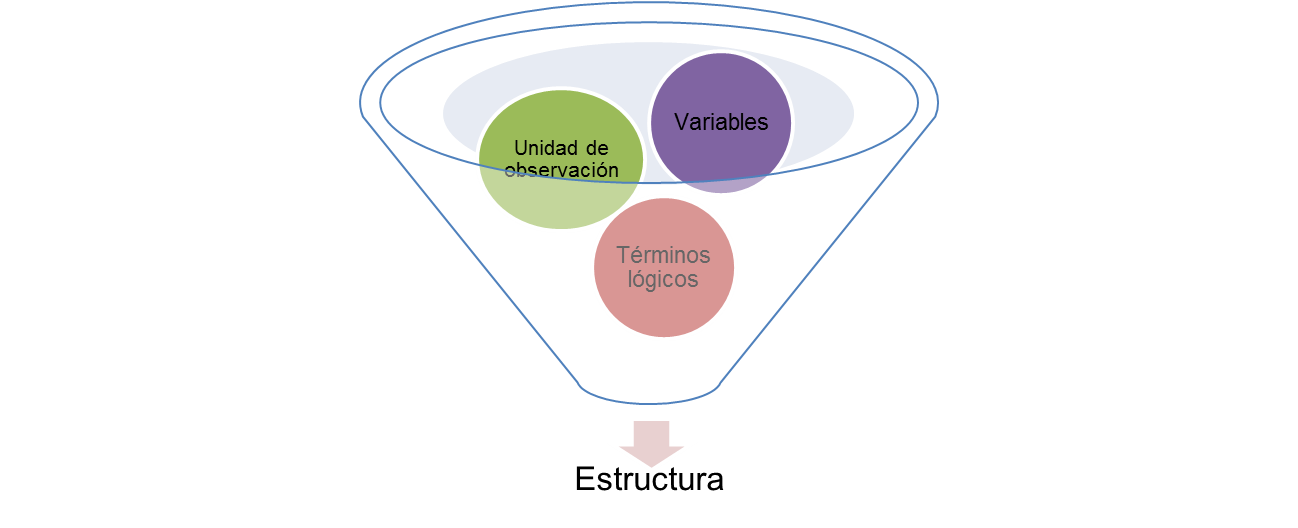 Variables
Unidad de
observación
Términos
lógicos
Estructura